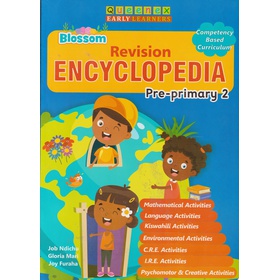 Queenex
EARLY LEARNERS
Blossom
Competency
Based
Curriculum
Revision
ENCYCLOPEDIA
Pre-primary 2
Mathematical Activities
Language Activities
Kiswahili Activities
Environmental Activities
C.R.E. Activities
I.R.E. Activities
Psychomotor & Creative Activities
Job Ndichu
Gloria Moit
Joy Furaha